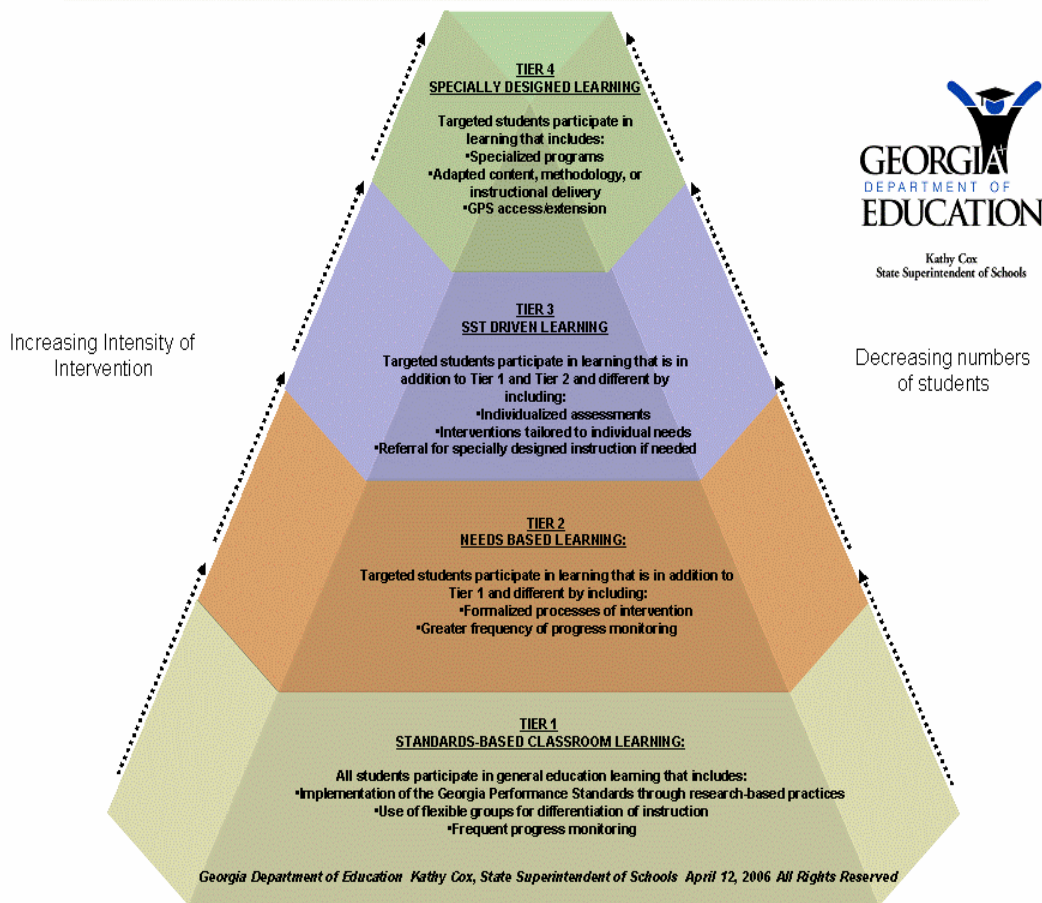 TIER 4
SPECIALLY DESIGNED LEARNING
Targeted students participate in
learning that includes:
•Specialized programs
•Adapted content, methodology, or
instructional delivery
•GPS access/extension
GEORGIA
DEPARTMENT OF
EDUCATION
Kathy Cox
State Superintendent of Schools
TIER 3
SST DRIVEN LEARNING
Targeted students participate in learning that is in
addition to Tier 1 and Tier 2 and different by
including:
•Individualized assessments
•Interventions tailored to individual needs
•Referral for specially designed instruction if needed
Increasing Intensity of
Intervention
Decreasing numbers
of students
TIER 2
NEEDS BASED LEARNING:
Targeted students participate in learning that is in addition to
Tier 1 and different by including:
•Formalized processes of intervention
•Greater frequency of progress monitoring
TIER 1
STANDARDS-BASED CLASSROOM LEARNING:
All students participate in general education learning that includes:
•Implementation of the Georgia Performance Standards through research-based practices
•Use of flexible groups for differentiation of instruction
•Frequent progress monitoring
Georgia Department of Education Kathy Cox, State Superintendent of Schools April 12, 2006 All Rights Reserved